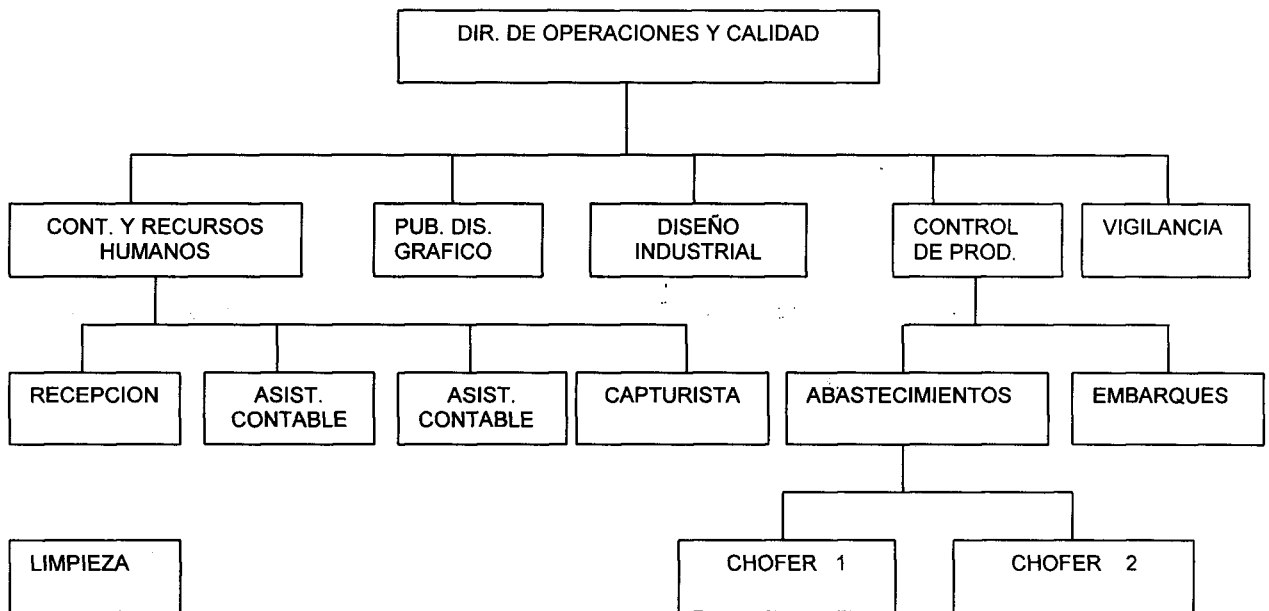 DIR. DE OPERACIONES Y CALIDAD
CONT. Y RECURSOS
HUMANOS
PUB. DIS.
GRAFICO
DISEÑO
INDUSTRIAL
CONTROL
DE PROD.
VIGILANCIA
RECEPCION
ASIST.
CONTABLE
ASIST.
CONTABLE
CAPTURISTA
ABASTECIMIENTOS
EMBARQUES
LIMPIEZA
CHOFER 1
CHOFER 2